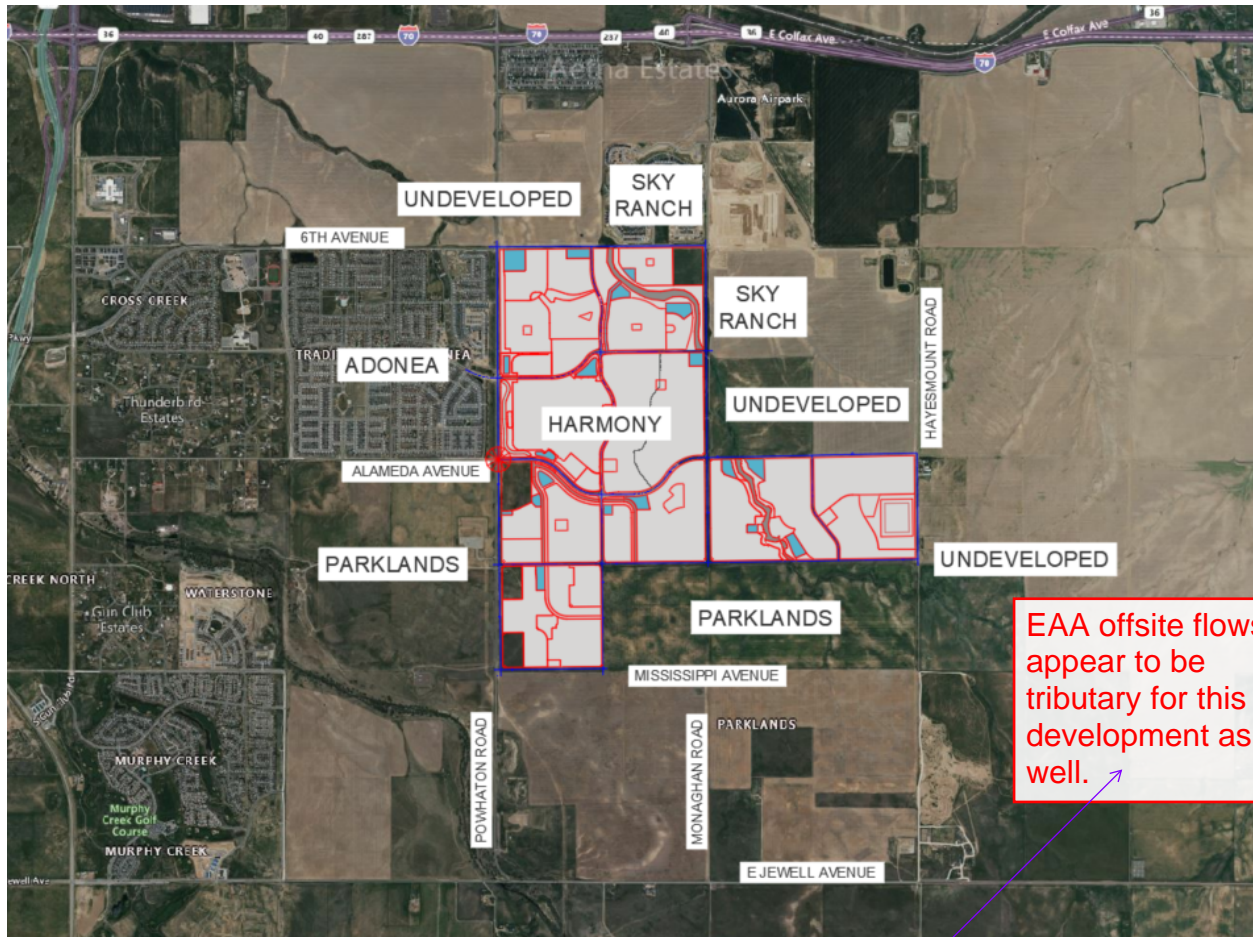 36
40
287
70
70
287
40
36
E Colfax Ave
E Colfax Ave
36
70
Aetna Estates
Aurora Airpark
UNDEVELOPED
SKY
RANCH
6TH AVENUE
CROSS CREEK
SKY
RANCH
HAYESMOUNT ROAD
Pkwy
ADONEA
Thunderbird
Estates
HARMONY
UNDEVELOPED
ALAMEDA AVENUE
PARKLANDS
UNDEVELOPED
CREEK NORTH
WATERSTONE
Gun Club
Estates
PARKLANDS
EAA offsite flows
appear to be
tributary for this
development as
well.
MISSISSIPPI AVENUE
S Gun Club Rd
POWHATON ROAD
MONAGHAN ROAD
PARKLANDS
MURPHY CREEK
Murphy
Creek Golf
Course
MURPHY CREEK
E JEWELL AVENUE
ewell Ave